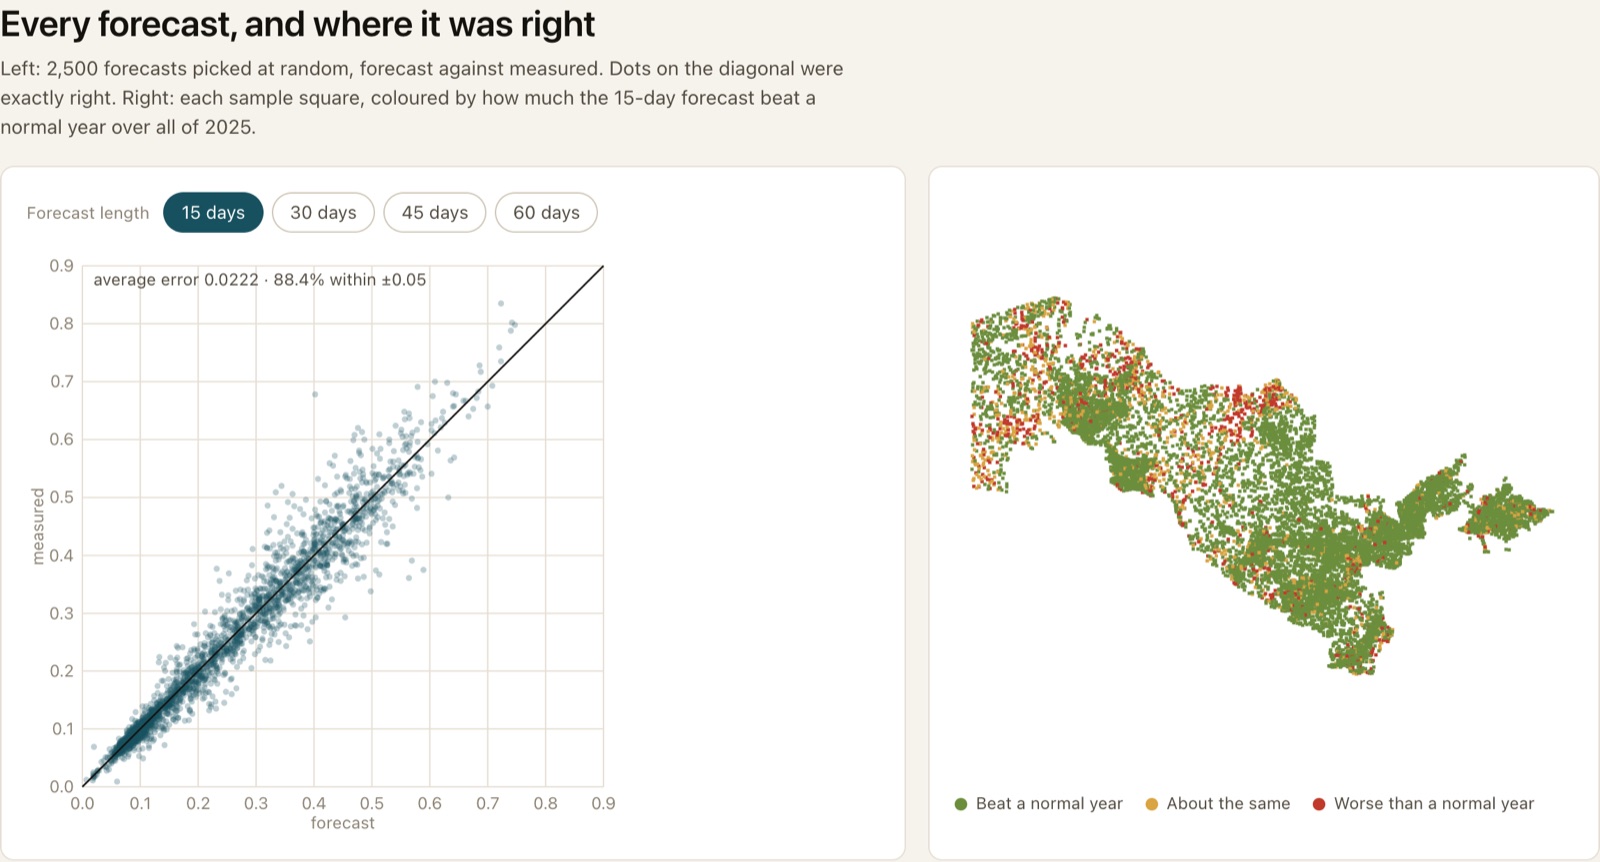 Every forecast, and where it was right
Left: 2,500 forecasts picked at random, forecast against measured. Dots on the diagonal were
exactly right. Right: each sample square, coloured by how much the 15-day forecast beat a
normal year over all of 2025.
Forecast length
15 days
30 days
45 days
60 days
average error 0.0222 · 88.4% within ±0.05
0.9
0.8
0.7
0.6
0.5
0.4
0.3
0.2
0.1
0.0
measured
0.0 0.1 0.2 0.3 0.4 0.5 0.6 0.7 0.8 0.9
forecast
Beat a normal year
About the same
Worse than a normal year